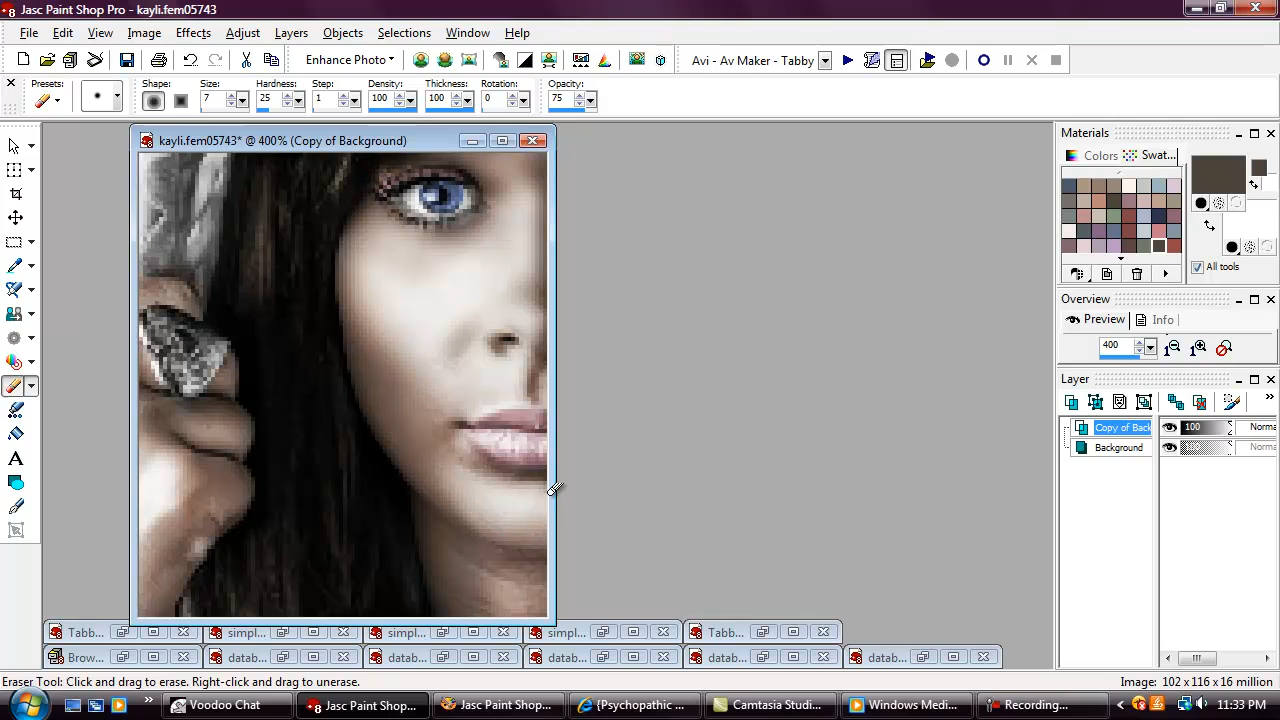 Jasc Paint Shop Pro - kayli.fem05743
File Edit View Image Effects Adjust Layers Objects Selections Window Help
Enhance Photo Avi - Av Maker - Tabby
Presets: Shape: Size: Hardness: Step: Density: Thickness: Rotation: Opacity:
7 25 1 100 100 0 75
kayli.fem05743* @ 400% (Copy of Background)
Materials
Colors Swat...
All tools
Overview
Preview Info
400
Layer
Copy of Back 100 Norma
Background Norma
Tabb... simpl... simpl... simpl... Tabb...
Brow... datab... datab... datab... datab... datab...
Eraser Tool: Click and drag to erase. Right-click and drag to unerase. Image: 102 x 116 x 16 million
Voodoo Chat Jasc Paint Shop... Jasc Paint Shop... {Psychopathic ... Camtasia Studi... Windows Medi... Recording... 11:33 PM